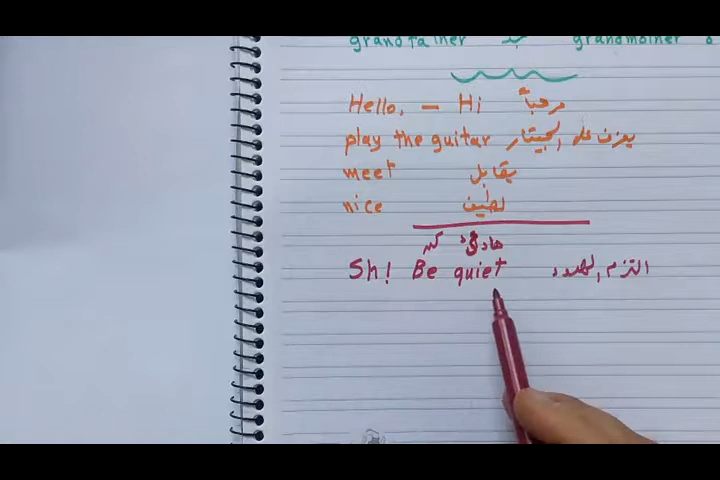 grandfather جد grandmother
Hello, - Hi مرحباً
play the guitar يعزف على الجيتار
meet يقابل
nice لطيف
كن هادئ
Sh! Be quiet التزم الهدوء